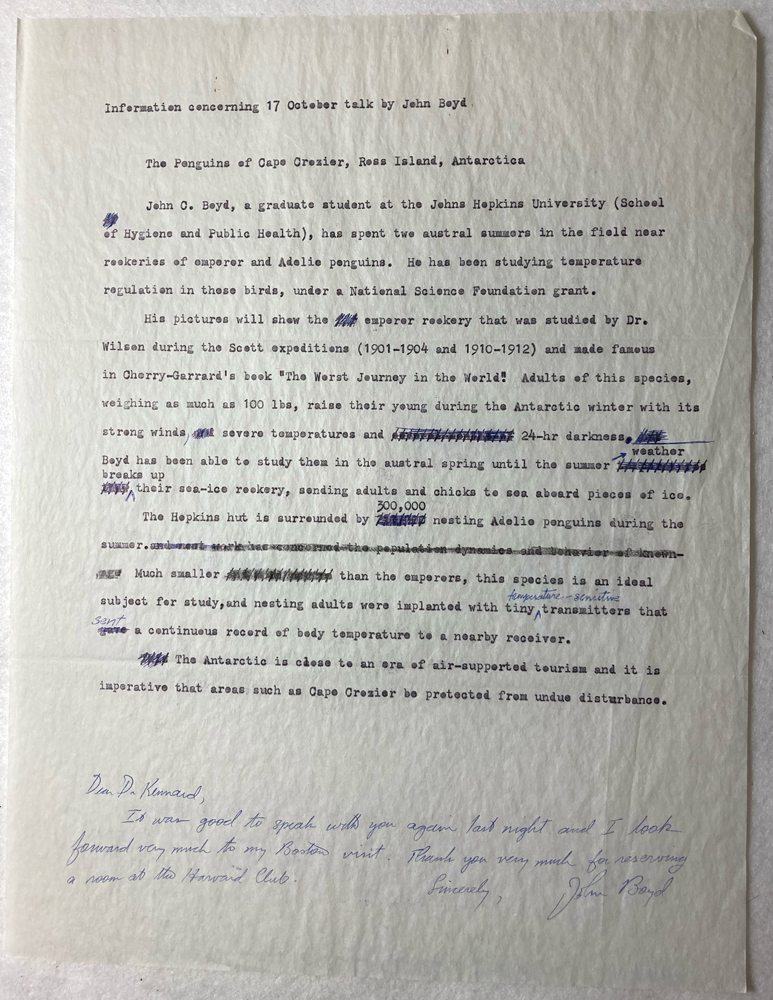 Information concerning 17 October talk by John Boyd
The Penguins of Cape Crozier, Ross Island, Antarctica
John C. Boyd, a graduate student at the Johns Hopkins University (School
of Hygiene and Public Health), has spent two austral summers in the field near
rookeries of emperor and Adelie penguins. He has been studying temperature
regulation in these birds, under a National Science Foundation grant.
His pictures will show the emperor rookery that was studied by Dr.
Wilson during the Scott expeditions (1901-1904 and 1910-1912) and made famous
in Cherry-Garrard's book "The Worst Journey in the World." Adults of this species,
weighing as much as 100 lbs, raise their young during the Antarctic winter with its
strong winds, severe temperatures and 24-hr darkness.
weather
Boyd has been able to study them in the austral spring until the summer
breaks up
their sea-ice rookery, sending adults and chicks to sea aboard pieces of ice.
300,000
The Hopkins hut is surrounded by nesting Adelie penguins during the
summer. and most work has concerned the population dynamics and behavior of known-
Much smaller than the emperors, this species is an ideal
temperature-sensitive
subject for study, and nesting adults were implanted with tiny transmitters that
sent
gave a continuous record of body temperature to a nearby receiver.
The Antarctic is close to an era of air-supported tourism and it is
imperative that areas such as Cape Crozier be protected from undue disturbance.
Dear Dr Kennard,
It was good to speak with you again last night and I look
forward very much to my Boston visit. Thank you very much for reserving
a room at the Harvard Club.
Sincerely, John Boyd